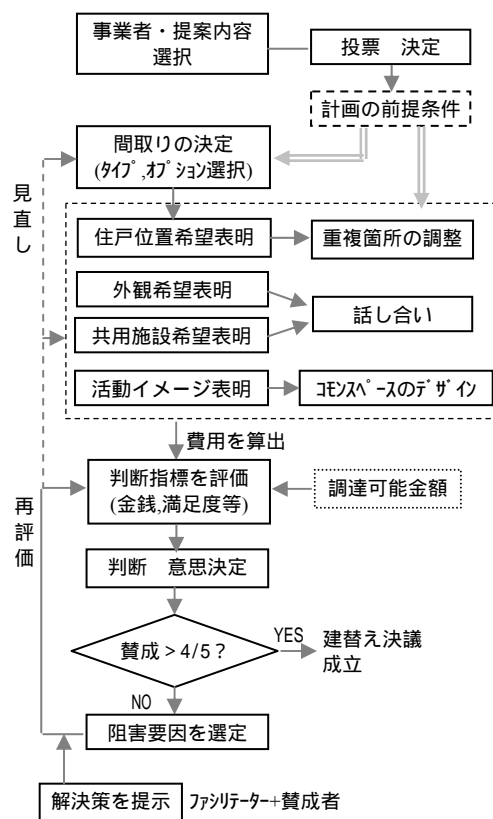 事業者・提案内容
選択
投票　決定
計画の前提条件
間取りの決定
(ﾀｲﾌﾟ,ｵﾌﾟｼｮﾝ選択)
見直し
住戸位置希望表明
重複箇所の調整
外観希望表明
話し合い
共用施設希望表明
活動イメージ表明
ｺﾓﾝｽﾍﾟｰｽのﾃﾞｻﾞｲﾝ
費用を算出
判断指標を評価
(金銭,満足度等)
調達可能金額
再評価
判断　意思決定
賛成＞4/5？
YES
建替え決議
成立
NO
阻害要因を選定
解決策を提示
ﾌｧｼﾘﾃｰﾀｰ+賛成者